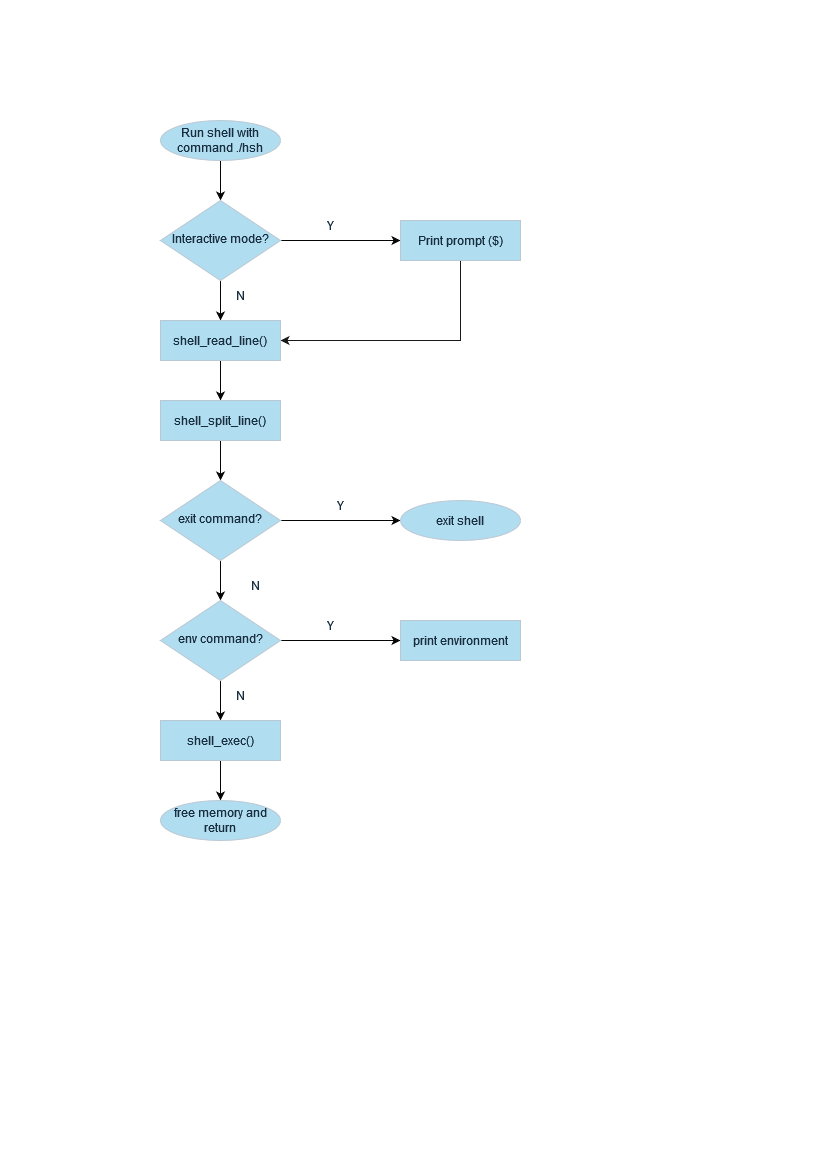 Run shell with
command ./hsh
Interactive mode?
Y
Print prompt ($)
N
shell_read_line()
shell_split_line()
exit command?
Y
exit shell
N
env command?
Y
print environment
N
shell_exec()
free memory and
return